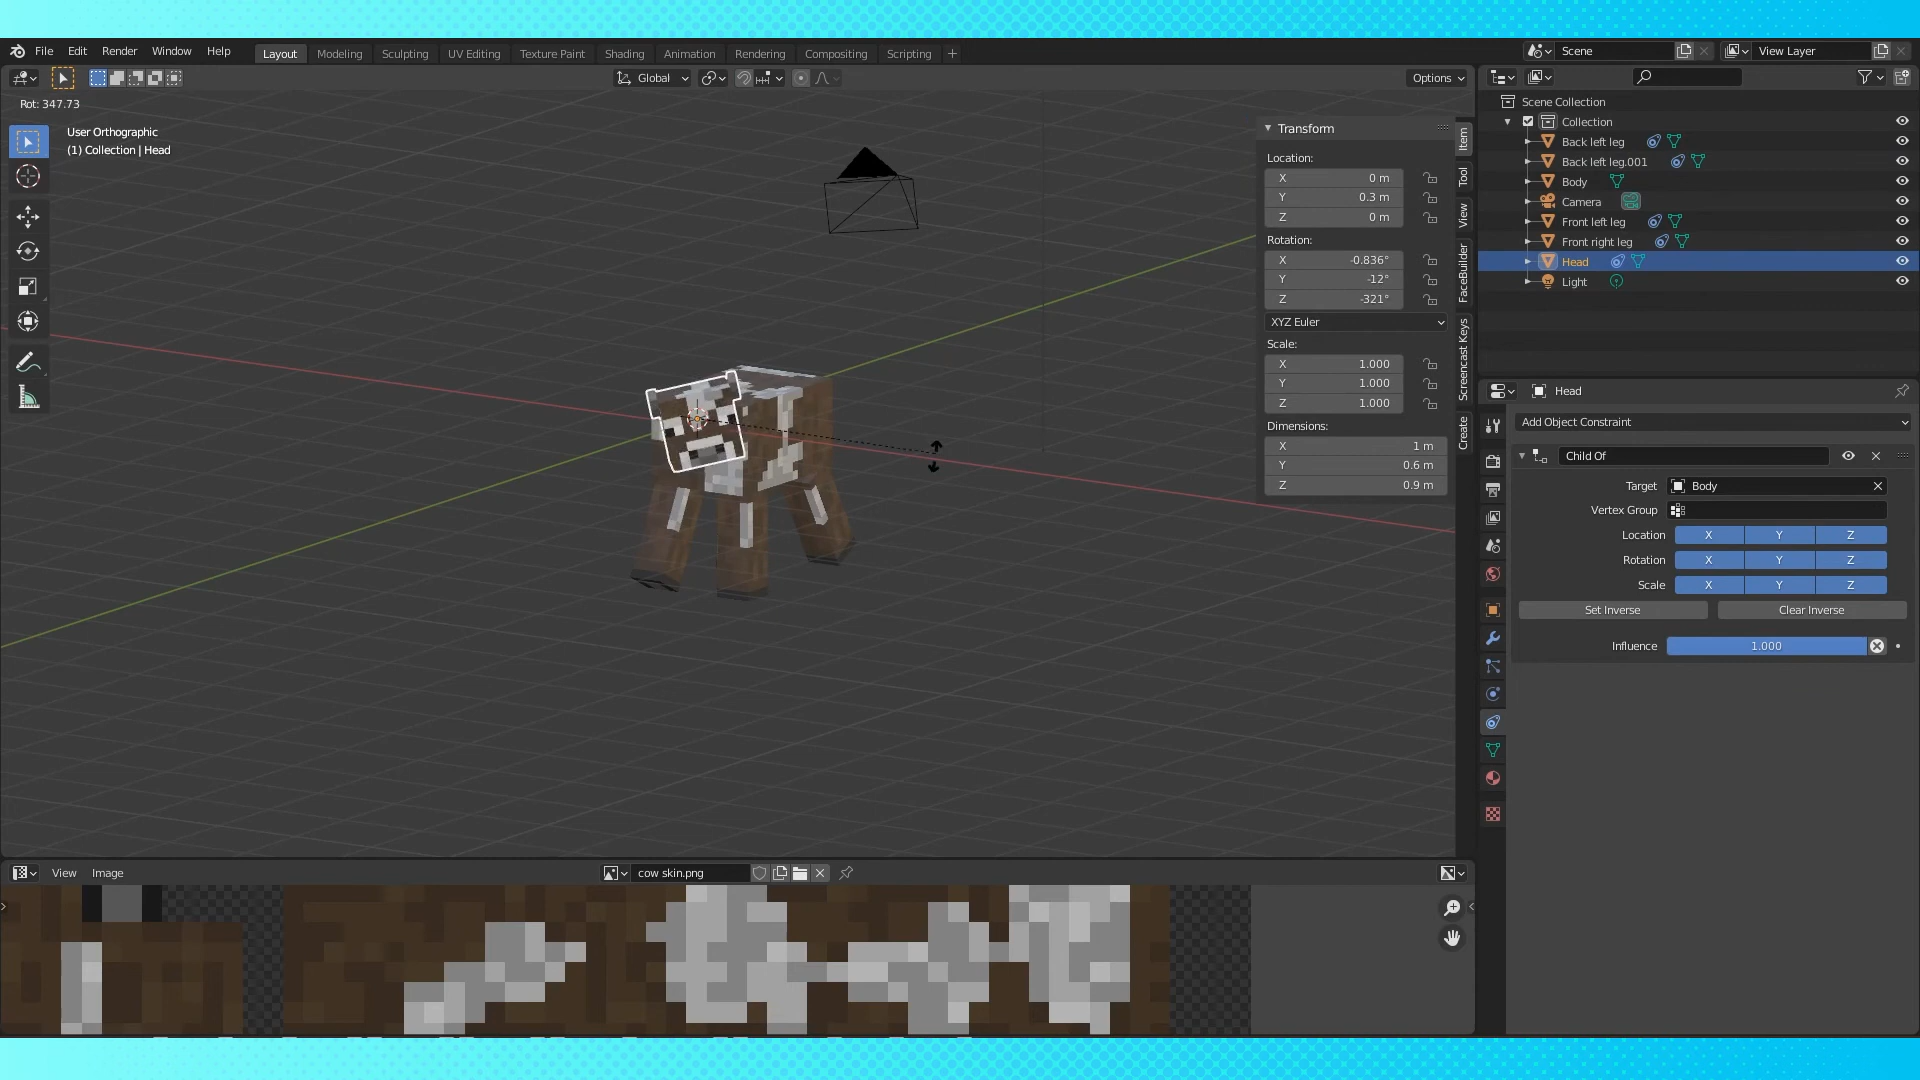 File Edit Render Window Help
Layout Modeling Sculpting UV Editing Texture Paint Shading Animation Rendering Compositing Scripting
Scene
View Layer
Global
Options
Rot: 347.73
User Orthographic
(1) Collection | Head
Transform
Location:
X 0 m
Y 0.3 m
Z 0 m
Rotation:
X -0.836°
Y -12°
Z -321°
XYZ Euler
Scale:
X 1.000
Y 1.000
Z 1.000
Dimensions:
X 1 m
Y 0.6 m
Z 0.9 m
Item
Tool
View
FaceBuilder
Screencast Keys
Create
Scene Collection
Collection
Back left leg
Back left leg.001
Body
Camera
Front left leg
Front right leg
Head
Light
Head
Add Object Constraint
Child Of
Target Body
Vertex Group
Location X Y Z
Rotation X Y Z
Scale X Y Z
Set Inverse Clear Inverse
Influence 1.000
View Image
cow skin.png